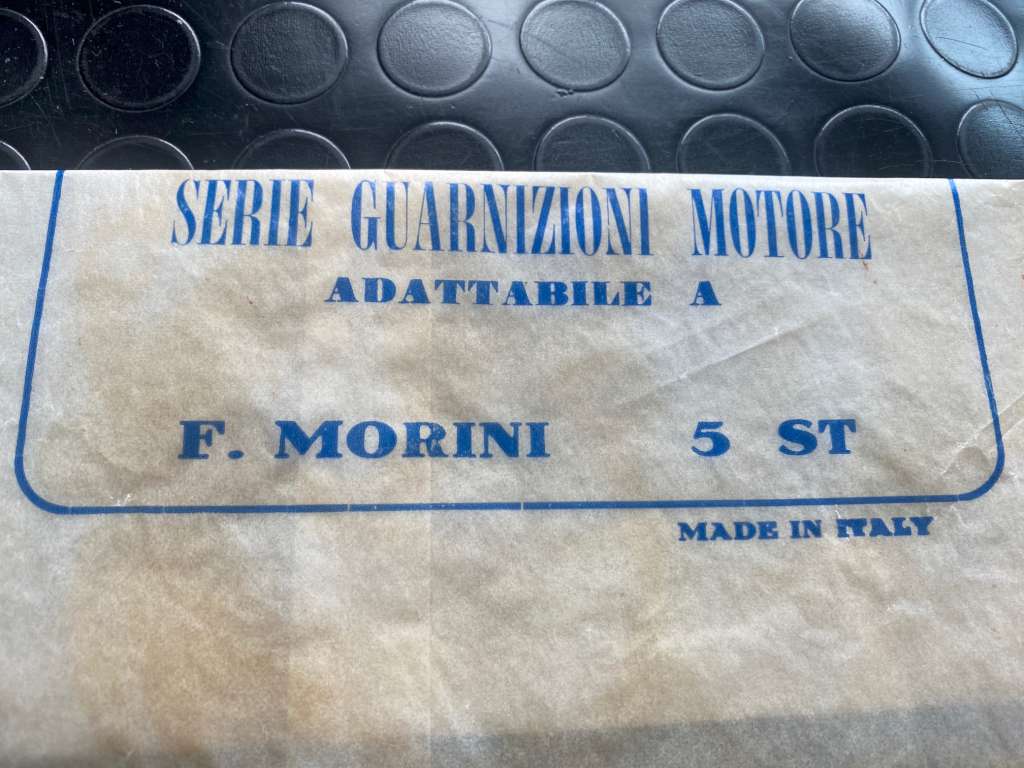 SERIE GUARNIZIONI MOTORE
ADATTABILE A
F. MORINI 5 ST
MADE IN ITALY